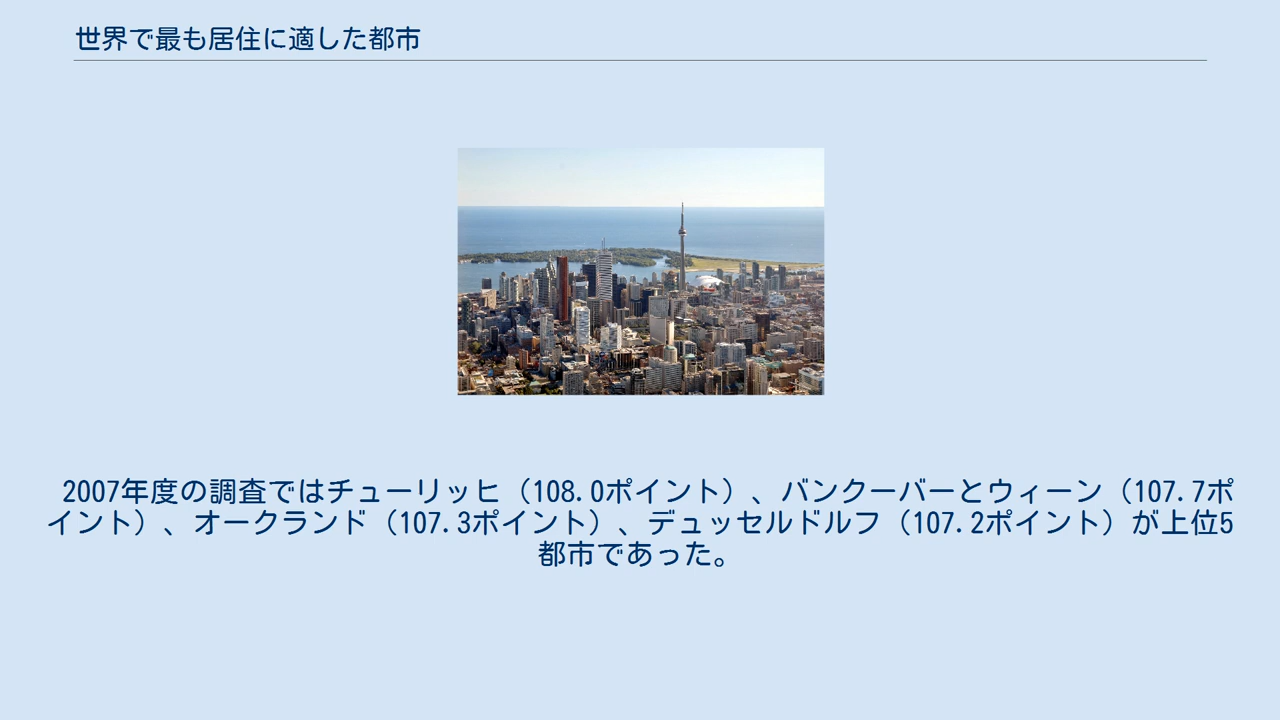 世界で最も居住に適した都市
2007年度の調査ではチューリッヒ（108.0ポイント）、バンクーバーとウィーン（107.7ポ
イント）、オークランド（107.3ポイント）、デュッセルドルフ（107.2ポイント）が上位5
都市であった。